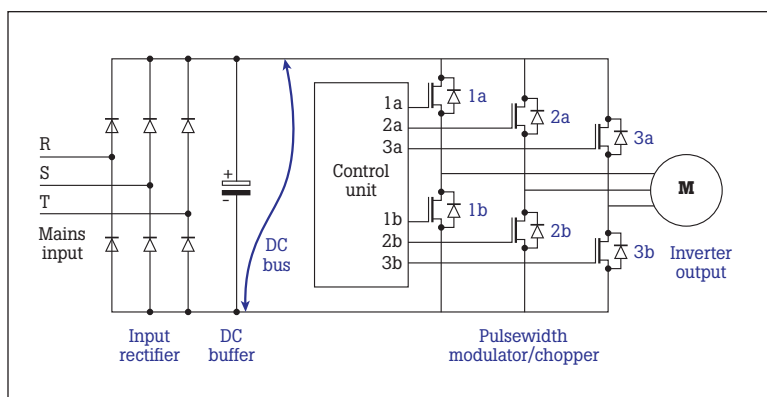 R
S
T
Mains
input
+
-
DC
bus
Input
rectifier
DC
buffer
Control
unit
1a
2a
3a
1b
2b
3b
1a
2a
3a
1b
2b
3b
M
Inverter
output
Pulsewidth
modulator/chopper